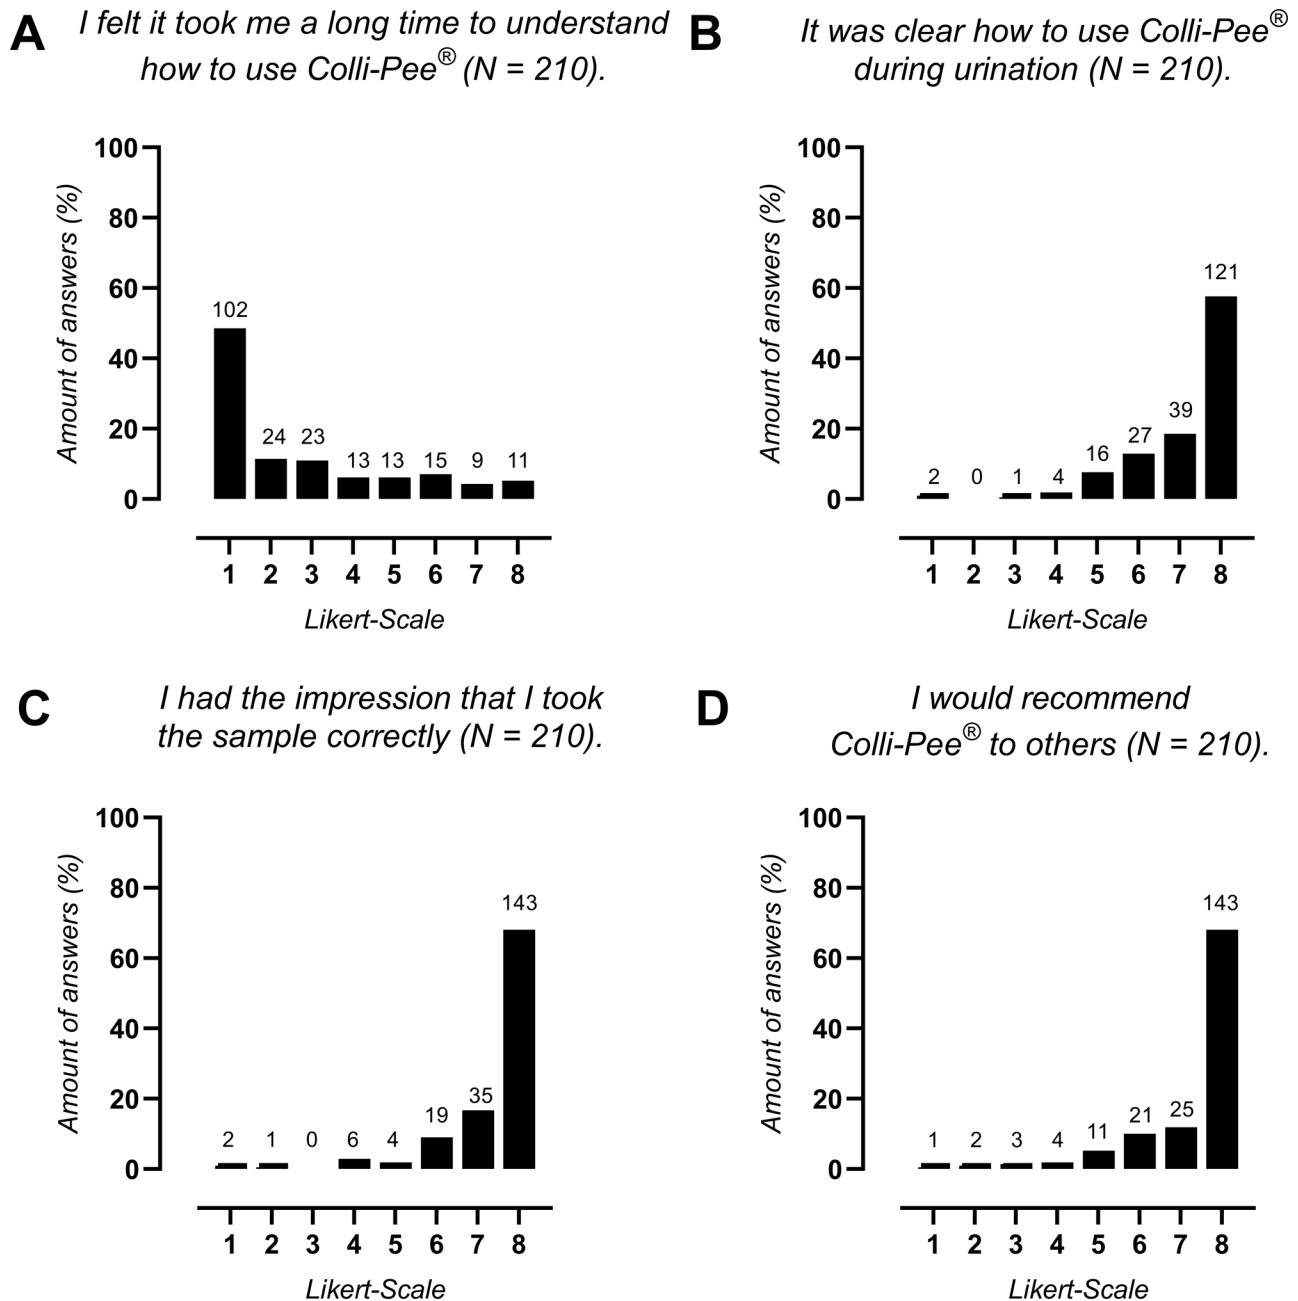 A
I felt it took me a long time to understand
how to use Colli-Pee® (N = 210).
Amount of answers (%)
100
80
60
40
20
0
102
24
23
13
13
15
9
11
1 2 3 4 5 6 7 8
Likert-Scale
B
It was clear how to use Colli-Pee®
during urination (N = 210).
Amount of answers (%)
100
80
60
40
20
0
2
0
1
4
16
27
39
121
1 2 3 4 5 6 7 8
Likert-Scale
C
I had the impression that I took
the sample correctly (N = 210).
Amount of answers (%)
100
80
60
40
20
0
2
1
0
6
4
19
35
143
1 2 3 4 5 6 7 8
Likert-Scale
D
I would recommend
Colli-Pee® to others (N = 210).
Amount of answers (%)
100
80
60
40
20
0
1
2
3
4
11
21
25
143
1 2 3 4 5 6 7 8
Likert-Scale